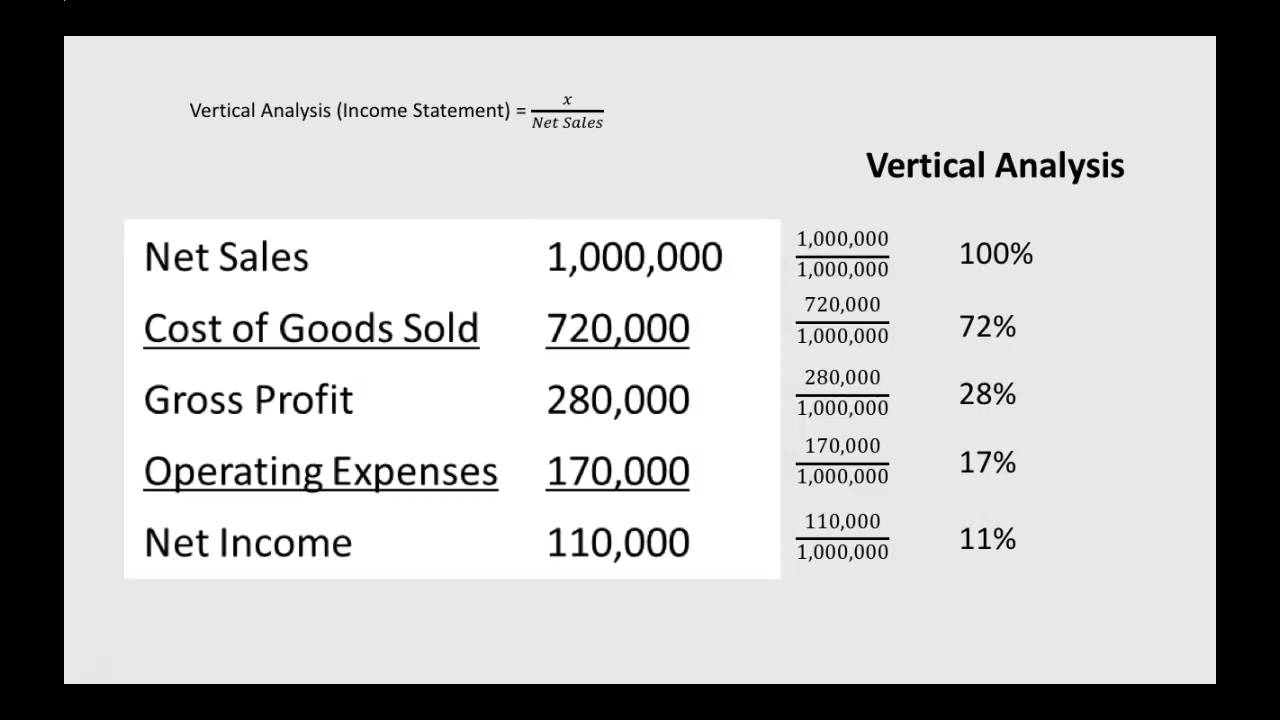 Vertical Analysis (Income Statement) = x / Net Sales
Vertical Analysis
Net Sales 1,000,000 1,000,000 / 1,000,000 100%
Cost of Goods Sold 720,000 720,000 / 1,000,000 72%
Gross Profit 280,000 280,000 / 1,000,000 28%
Operating Expenses 170,000 170,000 / 1,000,000 17%
Net Income 110,000 110,000 / 1,000,000 11%